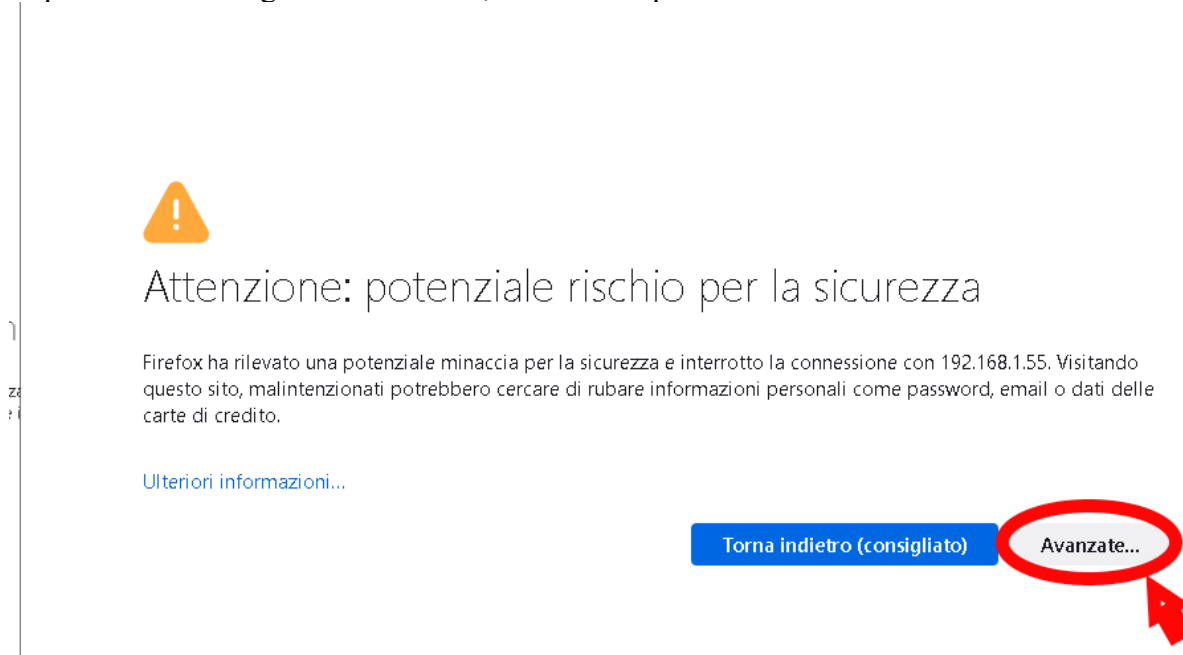 Attenzione: potenziale rischio per la sicurezza
Firefox ha rilevato una potenziale minaccia per la sicurezza e interrotto la connessione con 192.168.1.55. Visitando
questo sito, malintenzionati potrebbero cercare di rubare informazioni personali come password, email o dati delle
carte di credito.
Ulteriori informazioni...
Torna indietro (consigliato)
Avanzate...